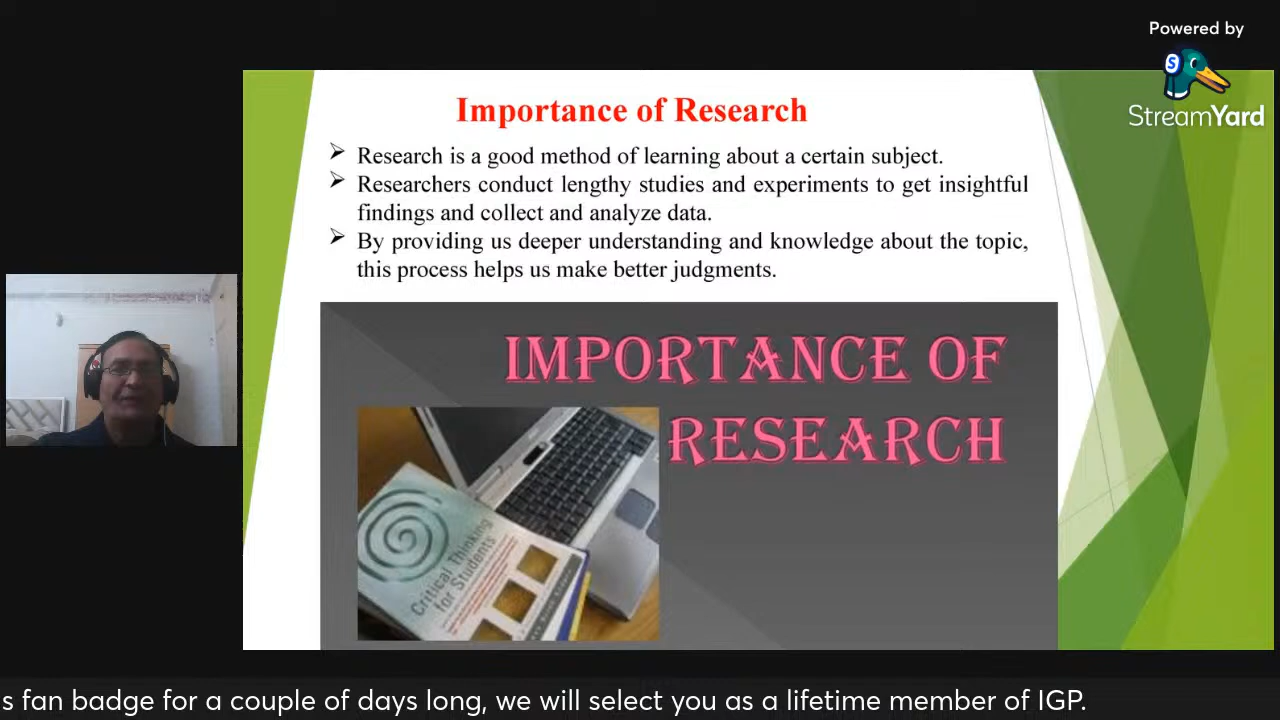 Powered by
StreamYard
Importance of Research
Research is a good method of learning about a certain subject.
Researchers conduct lengthy studies and experiments to get insightful
findings and collect and analyze data.
By providing us deeper understanding and knowledge about the topic,
this process helps us make better judgments.
IMPORTANCE OF
RESEARCH
Critical Thinking
for Students
s fan badge for a couple of days long, we will select you as a lifetime member of IGP.